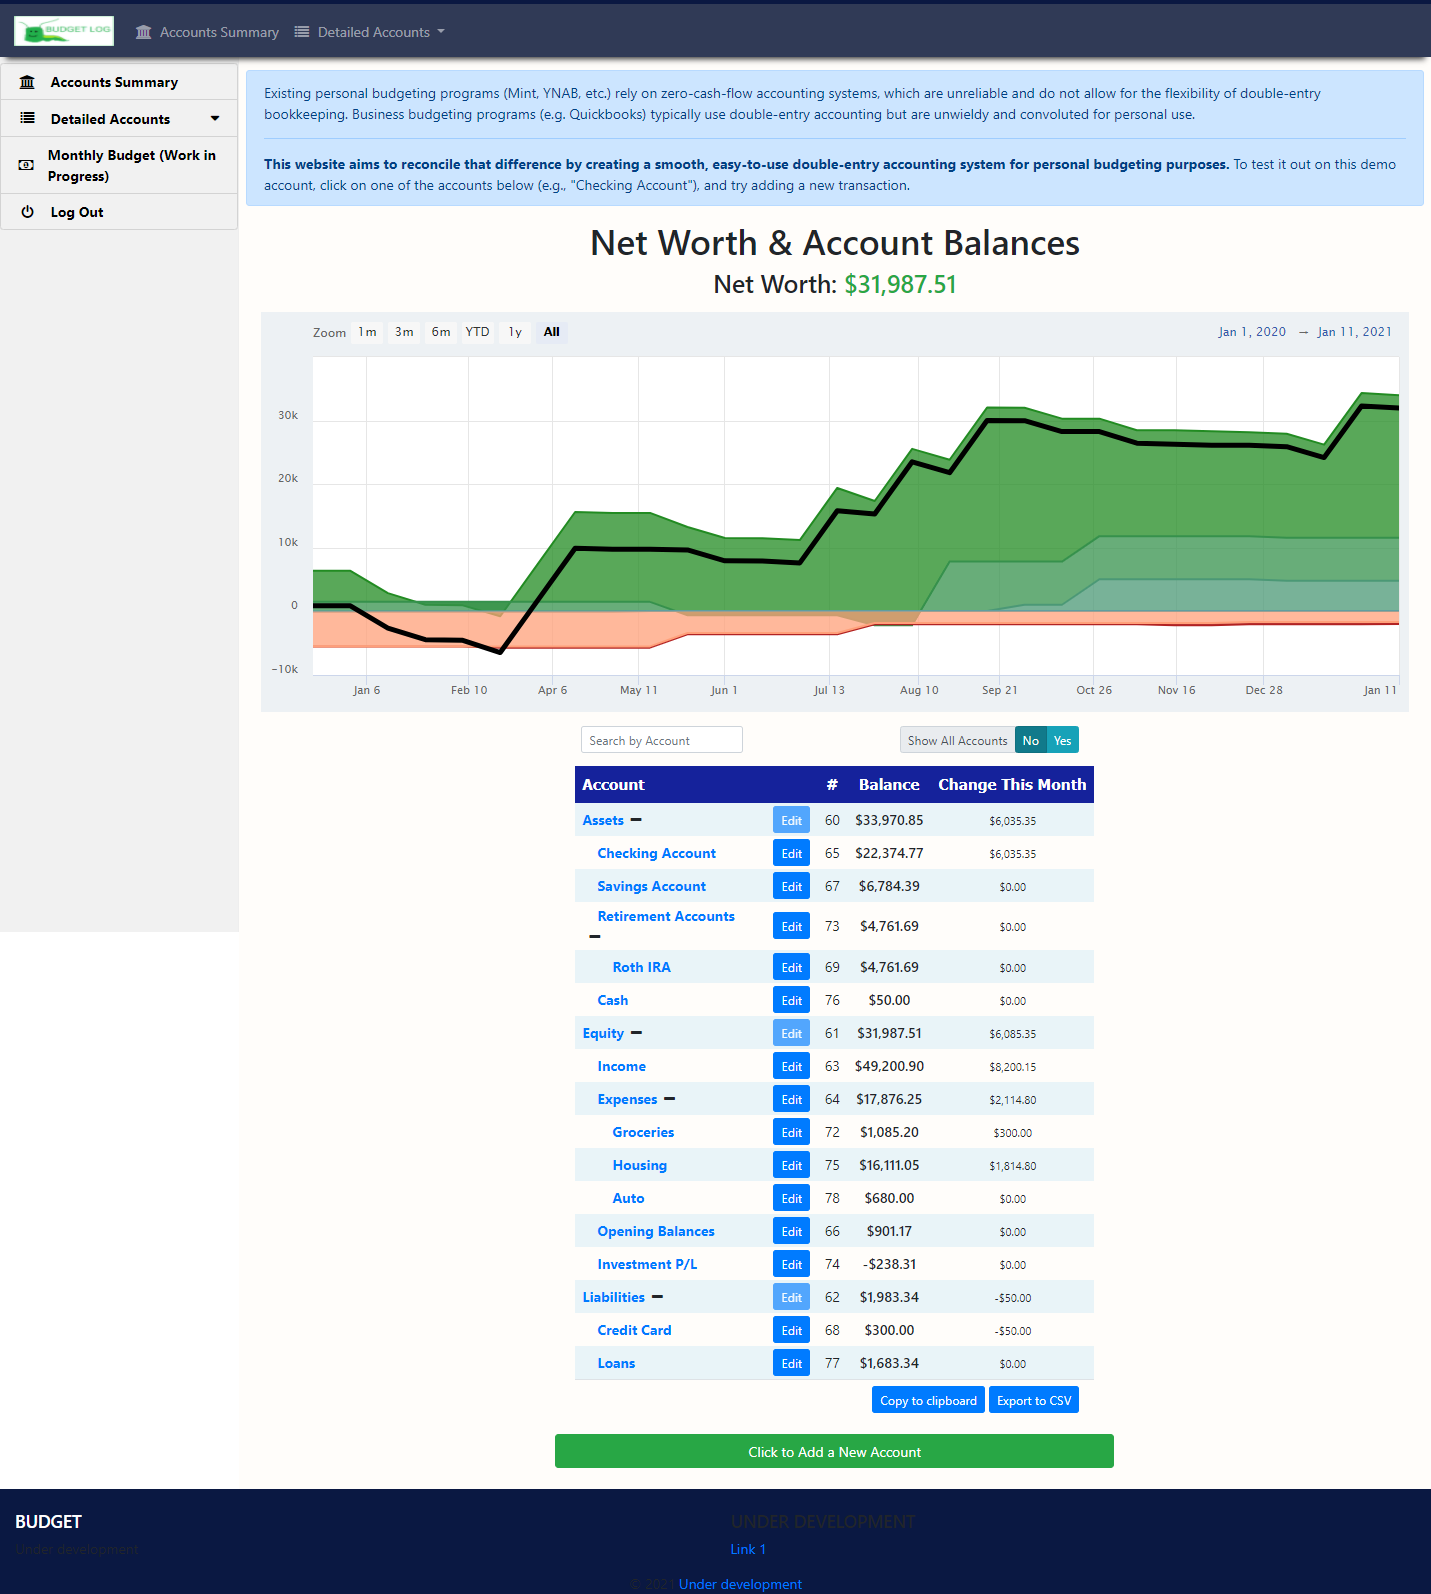 BUDGET LOG
Accounts Summary
Detailed Accounts
Accounts Summary
Detailed Accounts
Monthly Budget (Work in
Progress)
Log Out
Existing personal budgeting programs (Mint, YNAB, etc.) rely on zero-cash-flow accounting systems, which are unreliable and do not allow for the flexibility of double-entry
bookkeeping. Business budgeting programs (e.g. Quickbooks) typically use double-entry accounting but are unwieldy and convoluted for personal use.
This website aims to reconcile that difference by creating a smooth, easy-to-use double-entry accounting system for personal budgeting purposes. To test it out on this demo
account, click on one of the accounts below (e.g., "Checking Account"), and try adding a new transaction.
Net Worth & Account Balances
Net Worth: $31,987.51
Zoom 1m 3m 6m YTD 1y All
Jan 1, 2020 → Jan 11, 2021
30k
20k
10k
0
−10k
Jan 6 Feb 10 Apr 6 May 11 Jun 1 Jul 13 Aug 10 Sep 21 Oct 26 Nov 16 Dec 28 Jan 11
Search by Account
Show All Accounts No Yes
Account # Balance Change This Month
Assets Edit 60 $33,970.85 $6,035.35
Checking Account Edit 65 $22,374.77 $6,035.35
Savings Account Edit 67 $6,784.39 $0.00
Retirement Accounts Edit 73 $4,761.69 $0.00
Roth IRA Edit 69 $4,761.69 $0.00
Cash Edit 76 $50.00 $0.00
Equity Edit 61 $31,987.51 $6,085.35
Income Edit 63 $49,200.90 $8,200.15
Expenses Edit 64 $17,876.25 $2,114.80
Groceries Edit 72 $1,085.20 $300.00
Housing Edit 75 $16,111.05 $1,814.80
Auto Edit 78 $680.00 $0.00
Opening Balances Edit 66 $901.17 $0.00
Investment P/L Edit 74 -$238.31 $0.00
Liabilities Edit 62 $1,983.34 -$50.00
Credit Card Edit 68 $300.00 -$50.00
Loans Edit 77 $1,683.34 $0.00
Copy to clipboard Export to CSV
Click to Add a New Account
BUDGET
Under development
UNDER DEVELOPMENT
Link 1
© 2021 Under development